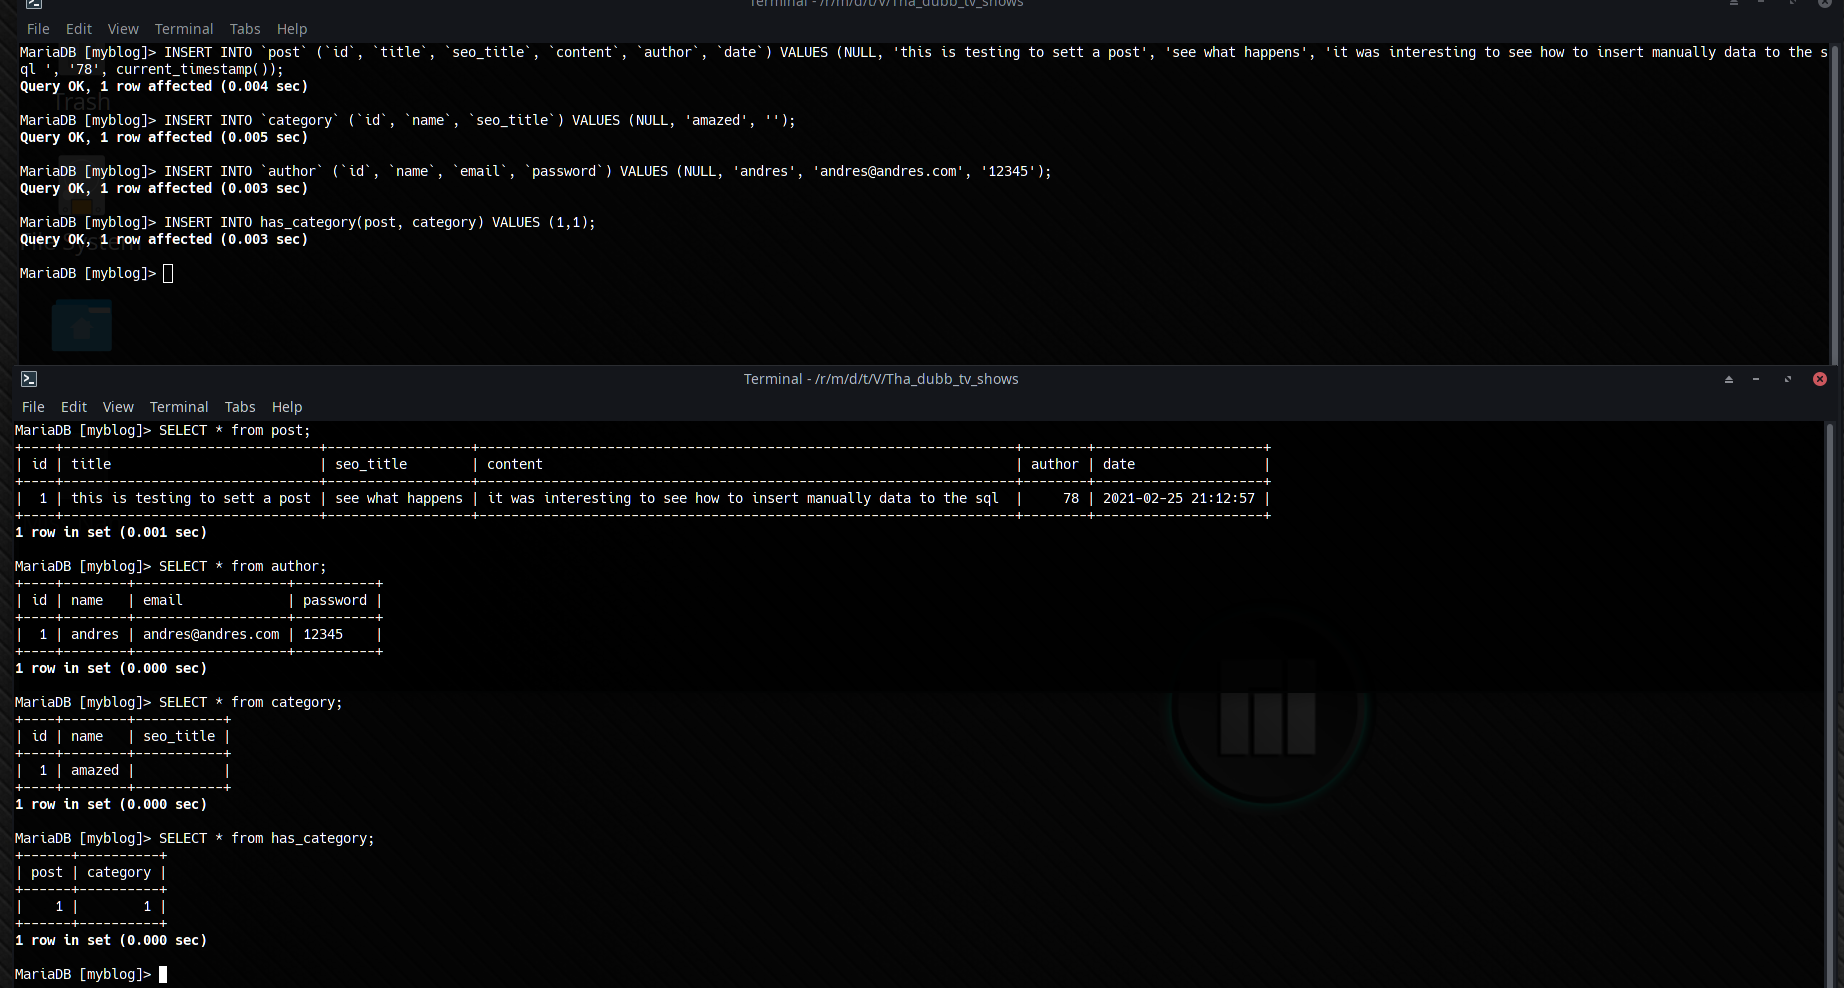 Terminal - /r/m/d/t/V/Tha_dubb_tv_shows
File Edit View Terminal Tabs Help
MariaDB [myblog]> INSERT INTO `post` (`id`, `title`, `seo_title`, `content`, `author`, `date`) VALUES (NULL, 'this is testing to sett a post', 'see what happens', 'it was interesting to see how to insert manually data to the s
ql ', '78', current_timestamp());
Query OK, 1 row affected (0.004 sec)
Trash
MariaDB [myblog]> INSERT INTO `category` (`id`, `name`, `seo_title`) VALUES (NULL, 'amazed', '');
Query OK, 1 row affected (0.005 sec)
MariaDB [myblog]> INSERT INTO `author` (`id`, `name`, `email`, `password`) VALUES (NULL, 'andres', 'andres@andres.com', '12345');
Query OK, 1 row affected (0.003 sec)
MariaDB [myblog]> INSERT INTO has_category(post, category) VALUES (1,1);
Query OK, 1 row affected (0.003 sec)
File System
MariaDB [myblog]>
Terminal - /r/m/d/t/V/Tha_dubb_tv_shows
File Edit View Terminal Tabs Help
MariaDB [myblog]> SELECT * from post;
+----+--------------------------------+------------------+-------------------------------------------------------------------+--------+---------------------+
| id | title                          | seo_title        | content                                                           | author | date                |
+----+--------------------------------+------------------+-------------------------------------------------------------------+--------+---------------------+
|  1 | this is testing to sett a post | see what happens | it was interesting to see how to insert manually data to the sql  |     78 | 2021-02-25 21:12:57 |
+----+--------------------------------+------------------+-------------------------------------------------------------------+--------+---------------------+
1 row in set (0.001 sec)
MariaDB [myblog]> SELECT * from author;
+----+--------+-------------------+----------+
| id | name   | email             | password |
+----+--------+-------------------+----------+
|  1 | andres | andres@andres.com | 12345    |
+----+--------+-------------------+----------+
1 row in set (0.000 sec)
MariaDB [myblog]> SELECT * from category;
+----+--------+-----------+
| id | name   | seo_title |
+----+--------+-----------+
|  1 | amazed |           |
+----+--------+-----------+
1 row in set (0.000 sec)
MariaDB [myblog]> SELECT * from has_category;
+------+----------+
| post | category |
+------+----------+
|    1 |        1 |
+------+----------+
1 row in set (0.000 sec)
MariaDB [myblog]>